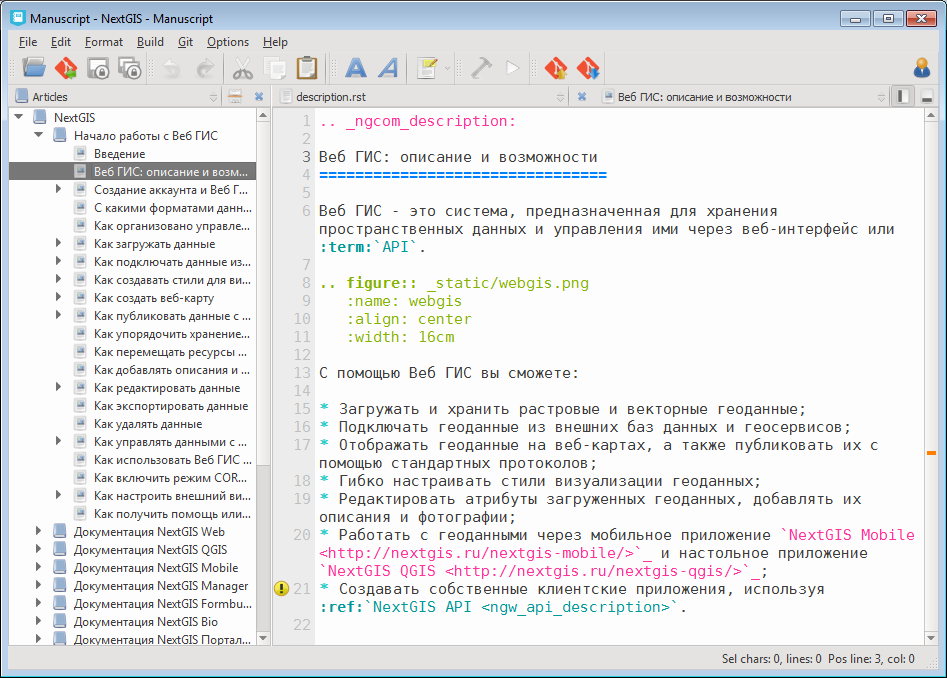 Manuscript - NextGIS - Manuscript
File Edit Format Build Git Options Help
Articles
description.rst
Веб ГИС: описание и возможности
NextGIS
Начало работы с Веб ГИС
Введение
Веб ГИС: описание и возм...
Создание аккаунта и Веб Г...
С какими форматами данн...
Как организовано управле...
Как загружать данные
Как подключать данные из...
Как создавать стили для ви...
Как создать веб-карту
Как публиковать данные с ...
Как упорядочить хранение...
Как перемещать ресурсы ...
Как добавлять описания и ...
Как редактировать данные
Как экспортировать данные
Как удалять данные
Как управлять данными с ...
Как использовать Веб ГИС ...
Как включить режим COR...
Как настроить внешний ви...
Как получить помощь или...
Документация NextGIS Web
Документация NextGIS QGIS
Документация NextGIS Mobile
Документация NextGIS Manager
Документация NextGIS Formbu...
Документация NextGIS Bio
Документация NextGIS Портал...
1 .. _ngcom_description:
2
3 Веб ГИС: описание и возможности
4 ================================
5
6 Веб ГИС - это система, предназначенная для хранения
пространственных данных и управления ими через веб-интерфейс или
:term:`API`.
7
8 .. figure:: _static/webgis.png
9 :name: webgis
10 :align: center
11 :width: 16cm
12
13 С помощью Веб ГИС вы сможете:
14
15 * Загружать и хранить растровые и векторные геоданные;
16 * Подключать геоданные из внешних баз данных и геосервисов;
17 * Отображать геоданные на веб-картах, а также публиковать их с
помощью стандартных протоколов;
18 * Гибко настраивать стили визуализации геоданных;
19 * Редактировать атрибуты загруженных геоданных, добавлять их
описания и фотографии;
20 * Работать с геоданными через мобильное приложение `NextGIS Mobile
<http://nextgis.ru/nextgis-mobile/>`_ и настольное приложение
`NextGIS QGIS <http://nextgis.ru/nextgis-qgis/>`_;
21 * Создавать собственные клиентские приложения, используя
:ref:`NextGIS API <ngw_api_description>`.
22
Sel chars: 0, lines: 0 Pos line: 3, col: 0